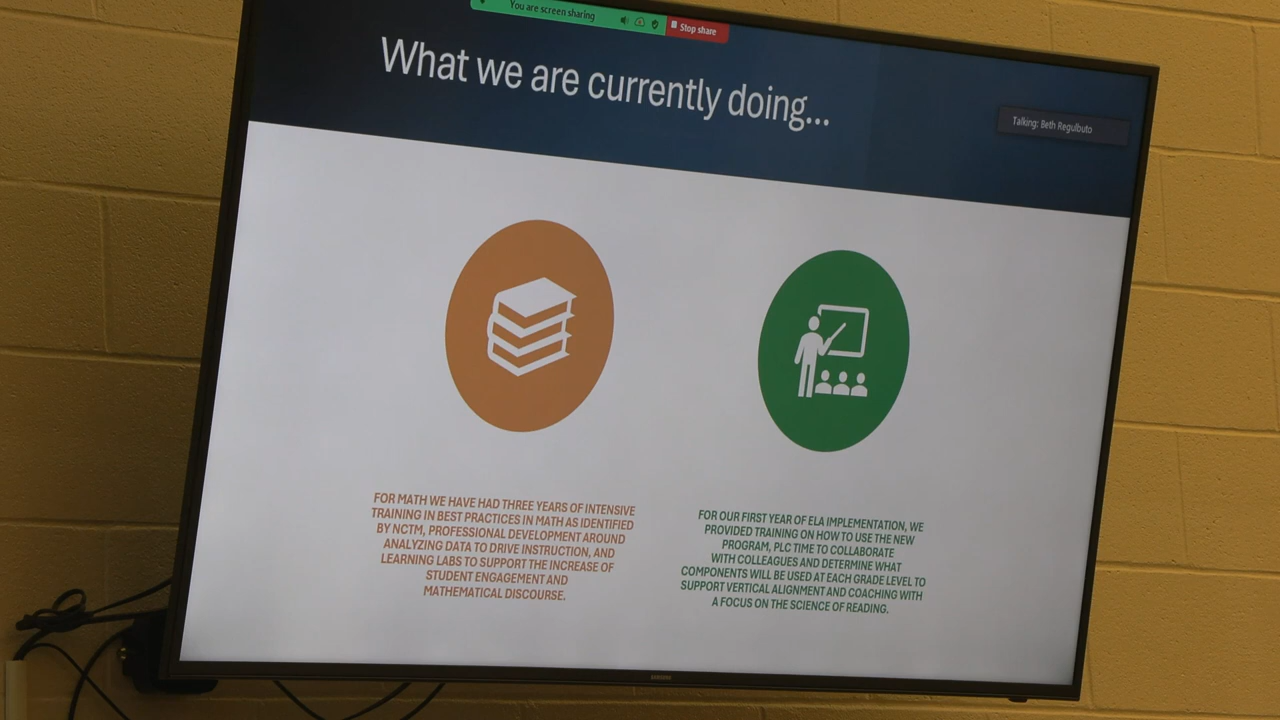 You are screen sharing
Stop share
What we are currently doing...
Talking: Beth Regulbuto
FOR MATH WE HAVE HAD THREE YEARS OF INTENSIVE
TRAINING IN BEST PRACTICES IN MATH AS IDENTIFIED
BY NCTM, PROFESSIONAL DEVELOPMENT AROUND
ANALYZING DATA TO DRIVE INSTRUCTION, AND
LEARNING LABS TO SUPPORT THE INCREASE OF
STUDENT ENGAGEMENT AND
MATHEMATICAL DISCOURSE.
FOR OUR FIRST YEAR OF ELA IMPLEMENTATION, WE
PROVIDED TRAINING ON HOW TO USE THE NEW
PROGRAM, PLC TIME TO COLLABORATE
WITH COLLEAGUES AND DETERMINE WHAT
COMPONENTS WILL BE USED AT EACH GRADE LEVEL TO
SUPPORT VERTICAL ALIGNMENT AND COACHING WITH
A FOCUS ON THE SCIENCE OF READING.
SAMSUNG